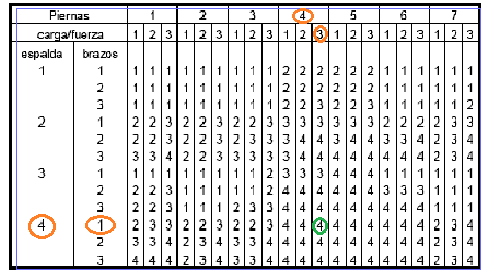 Piernas 1 2 3 4 5 6 7
carga/fuerza 1 2 3 1 2 3 1 2 3 1 2 3 1 2 3 1 2 3 1 2 3
espalda brazos
1 1 1 1 1 1 1 1 1 1 1 2 2 2 2 2 2 1 1 1 1 1 1
2 1 1 1 1 1 1 1 1 1 2 2 2 2 2 2 1 1 1 1 1 1
3 1 1 1 1 1 1 1 1 1 2 2 3 2 2 3 1 1 1 1 1 2
2 1 2 2 3 2 2 3 2 2 3 3 3 3 3 3 3 2 2 2 2 3 3
2 2 2 3 2 2 3 2 3 3 3 4 4 3 4 4 3 3 4 2 3 4
3 3 3 4 2 2 3 3 3 3 3 4 4 4 4 4 4 4 4 2 3 4
3 1 1 1 1 1 1 1 1 1 2 3 3 3 4 4 4 1 1 1 1 1 1
2 2 2 3 1 1 1 1 1 2 4 4 4 4 4 4 3 3 3 1 1 1
3 2 2 3 1 1 1 2 3 3 4 4 4 4 4 4 4 4 4 1 1 1
4 1 2 3 3 2 2 3 2 2 3 4 4 4 4 4 4 4 4 4 2 3 4
2 3 3 4 2 3 4 3 3 4 4 4 4 4 4 4 4 4 4 2 3 4
3 4 4 4 2 3 4 3 3 4 4 4 4 4 4 4 4 4 4 2 3 4